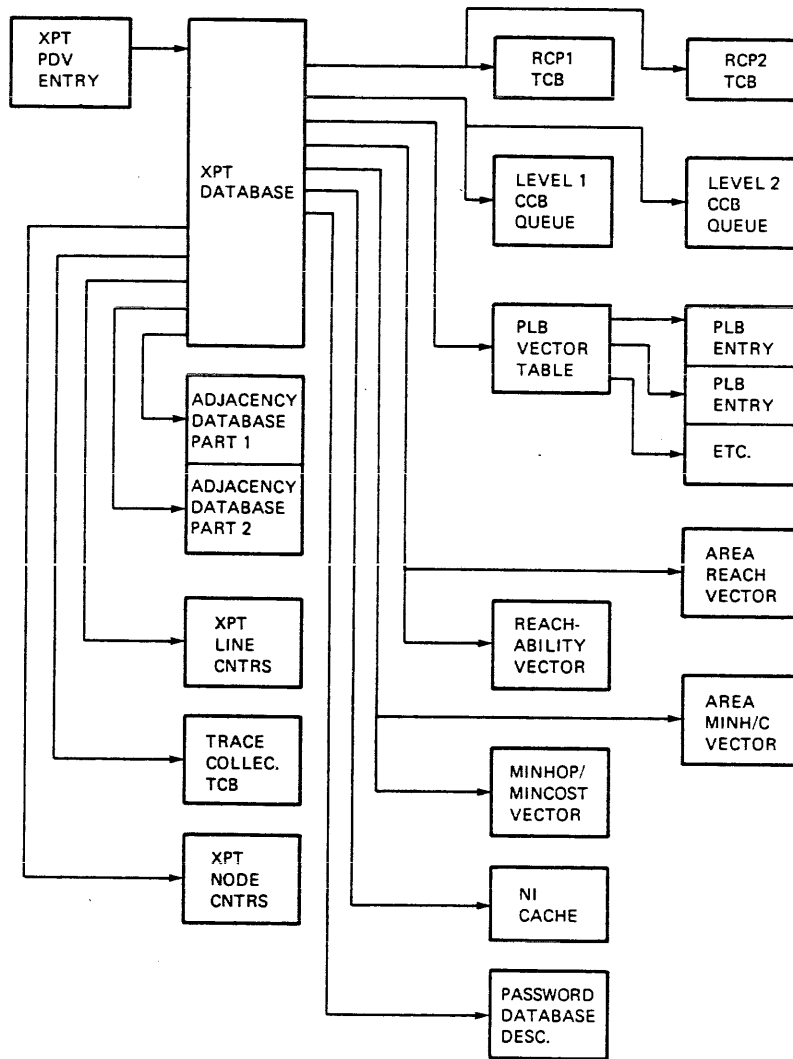 XPT
PDV
ENTRY
XPT
DATABASE
RCP1
TCB
RCP2
TCB
LEVEL 1
CCB
QUEUE
LEVEL 2
CCB
QUEUE
PLB
VECTOR
TABLE
PLB
ENTRY
PLB
ENTRY
ETC.
ADJACENCY
DATABASE
PART 1
ADJACENCY
DATABASE
PART 2
AREA
REACH
VECTOR
XPT
LINE
CNTRS
REACH-
ABILITY
VECTOR
AREA
MINH/C
VECTOR
TRACE
COLLEC.
TCB
MINHOP/
MINCOST
VECTOR
XPT
NODE
CNTRS
NI
CACHE
PASSWORD
DATABASE
DESC.